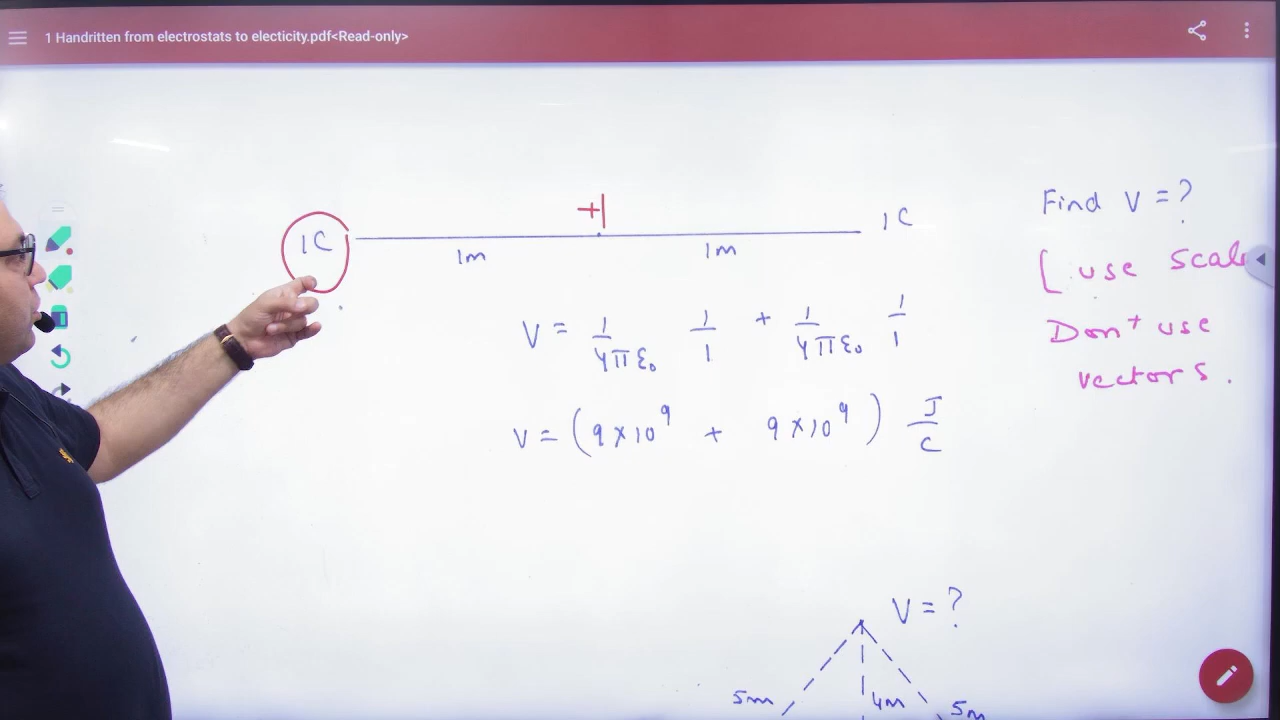 1 Handritten from electrostats to electicity.pdf<Read-only>
+1
1C
1C
1m
1m
Find V = ?
[ use scal
Don't use
vectors.
V = 1/4πε₀ 1/1 + 1/4πε₀ 1/1
V = (9×10⁹ + 9×10⁹) J/C
V = ?
5m
4m
5m